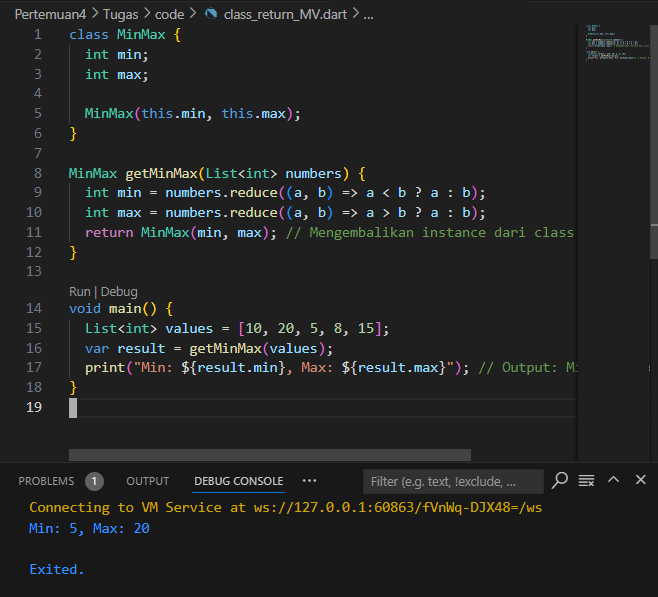 Pertemuan4 > Tugas > code > class_return_MV.dart > ...
1 class MinMax {
2   int min;
3   int max;
4
5   MinMax(this.min, this.max);
6 }
7
8 MinMax getMinMax(List<int> numbers) {
9   int min = numbers.reduce((a, b) => a < b ? a : b);
10   int max = numbers.reduce((a, b) => a > b ? a : b);
11   return MinMax(min, max); // Mengembalikan instance dari class
12 }
13
Run | Debug
14 void main() {
15   List<int> values = [10, 20, 5, 8, 15];
16   var result = getMinMax(values);
17   print("Min: ${result.min}, Max: ${result.max}"); // Output:
18 }
19
PROBLEMS 1 OUTPUT DEBUG CONSOLE ... Filter (e.g. text, !exclude, ...
Connecting to VM Service at ws://127.0.0.1:60863/fVnWq-DJX48=/ws
Min: 5, Max: 20
Exited.